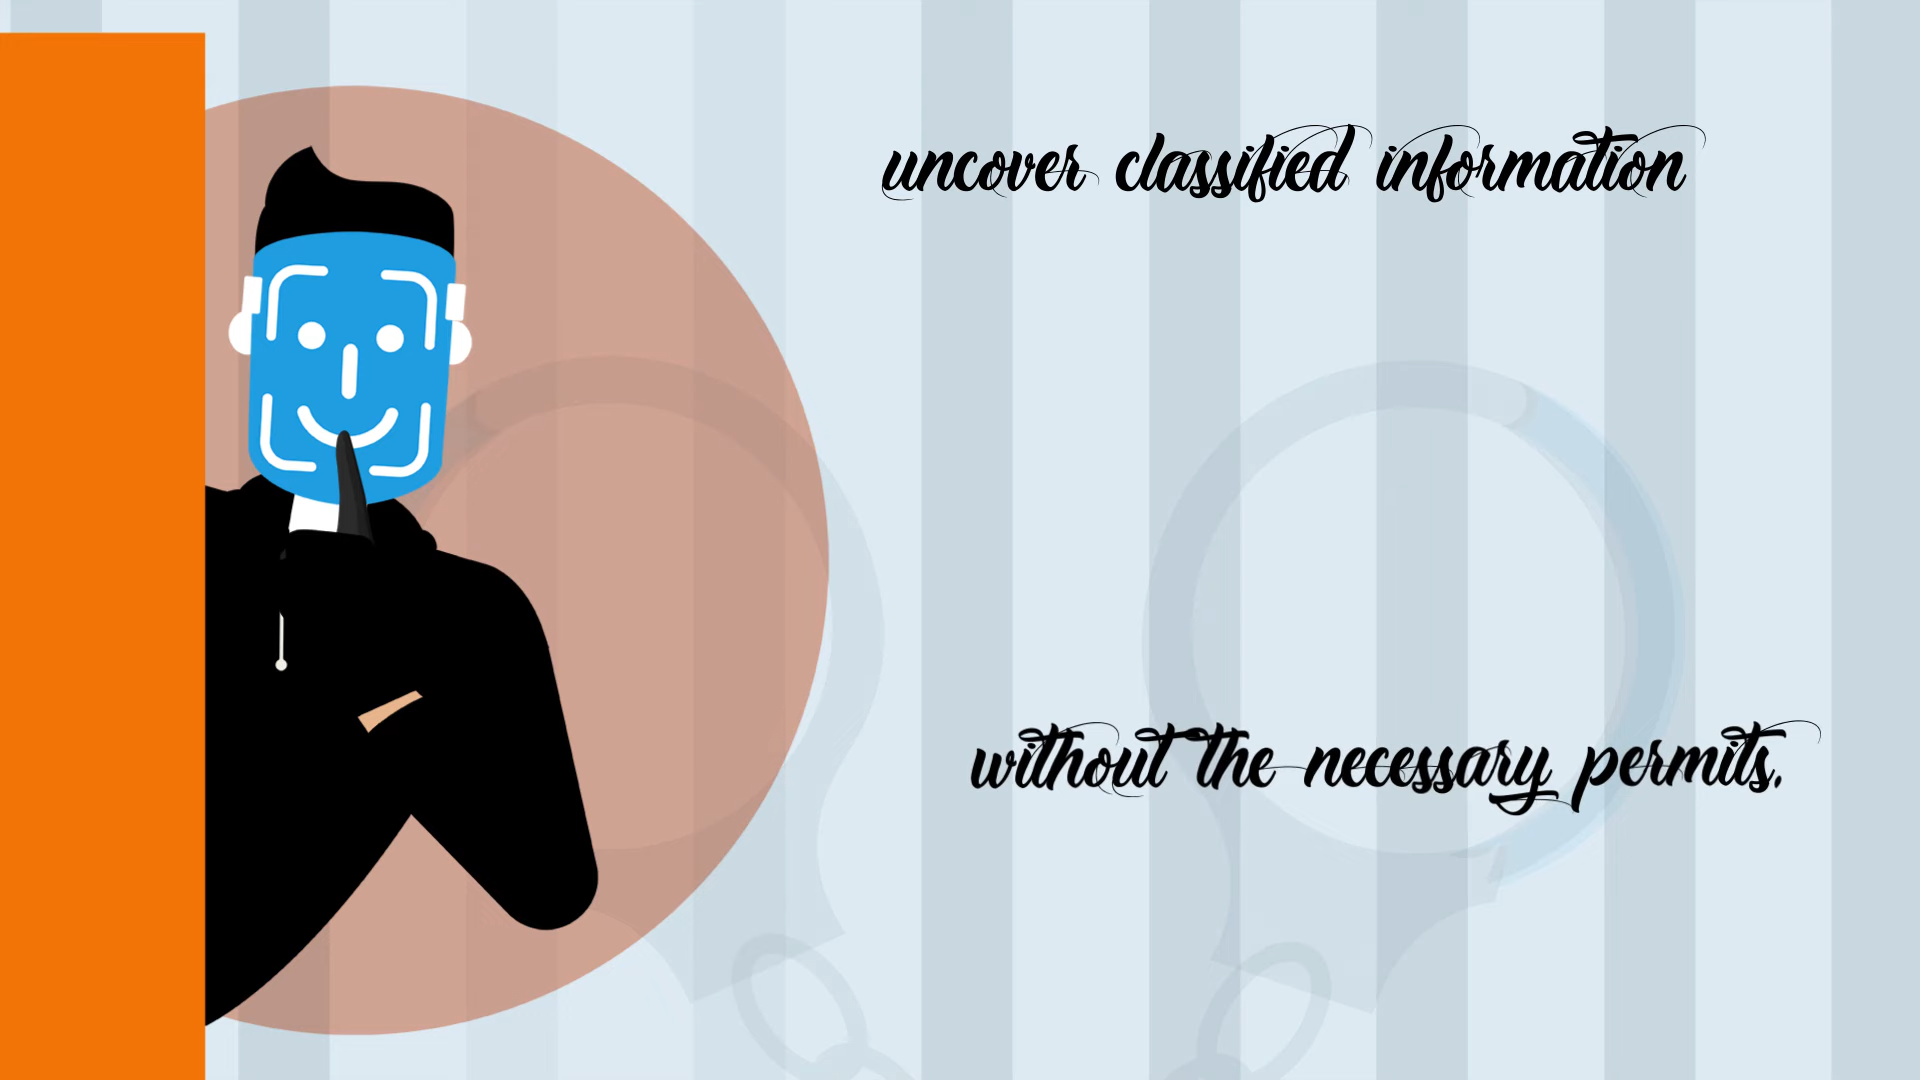 uncover classified information
without the necessary permits.